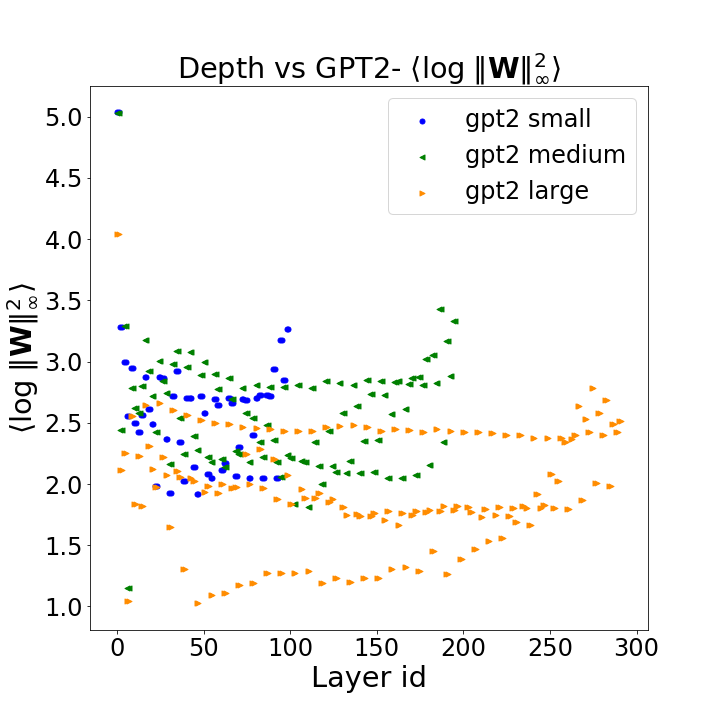 Depth vs GPT2- ⟨log ‖W‖²∞⟩
gpt2 small
gpt2 medium
gpt2 large
⟨log ‖W‖²∞⟩
5.0
4.5
4.0
3.5
3.0
2.5
2.0
1.5
1.0
0 50 100 150 200 250 300
Layer id